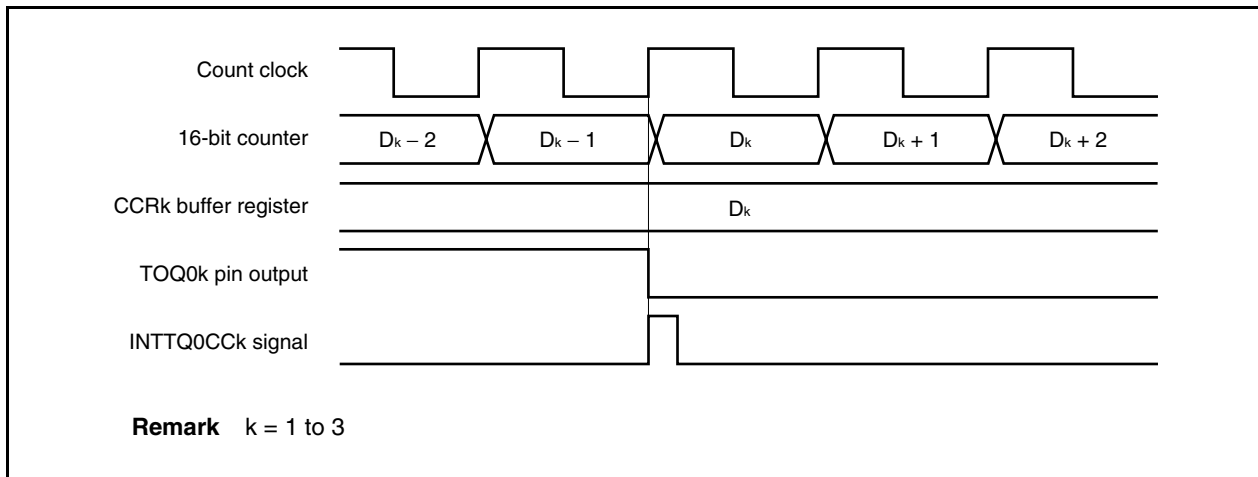 Count clock
16-bit counter
Dk − 2
Dk − 1
Dk
Dk + 1
Dk + 2
CCRk buffer register
Dk
TOQ0k pin output
INTTQ0CCk signal
Remark k = 1 to 3